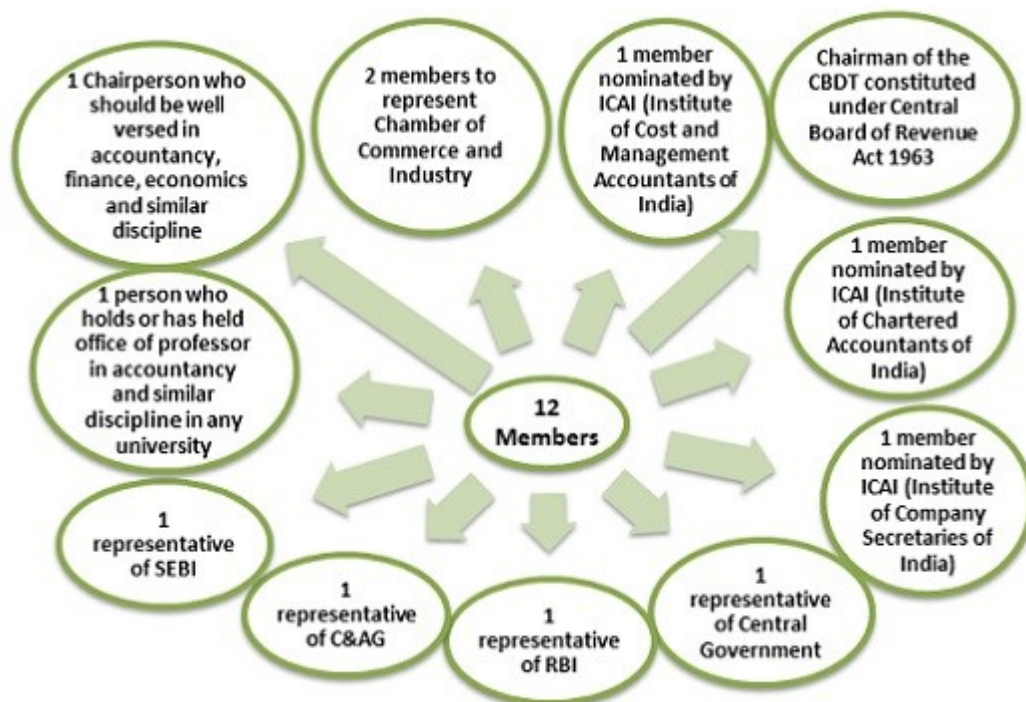 1 Chairperson who
should be well
versed in
accountancy,
finance, economics
and similar
discipline
2 members to
represent
Chamber of
Commerce and
Industry
1 member
nominated by
ICAI (Institute
of Cost and
Management
Accountants of
India)
Chairman of the
CBDT constituted
under Central
Board of Revenue
Act 1963
1 member
nominated by
ICAI (Institute
of Chartered
Accountants of
India)
1 member
nominated by
ICAI (Institute
of Company
Secretaries of
India)
1
representative
of Central
Government
1
representative
of RBI
1
representative
of C&AG
1
representative
of SEBI
1 person who
holds or has held
office of professor
in accountancy
and similar
discipline in any
university
12
Members